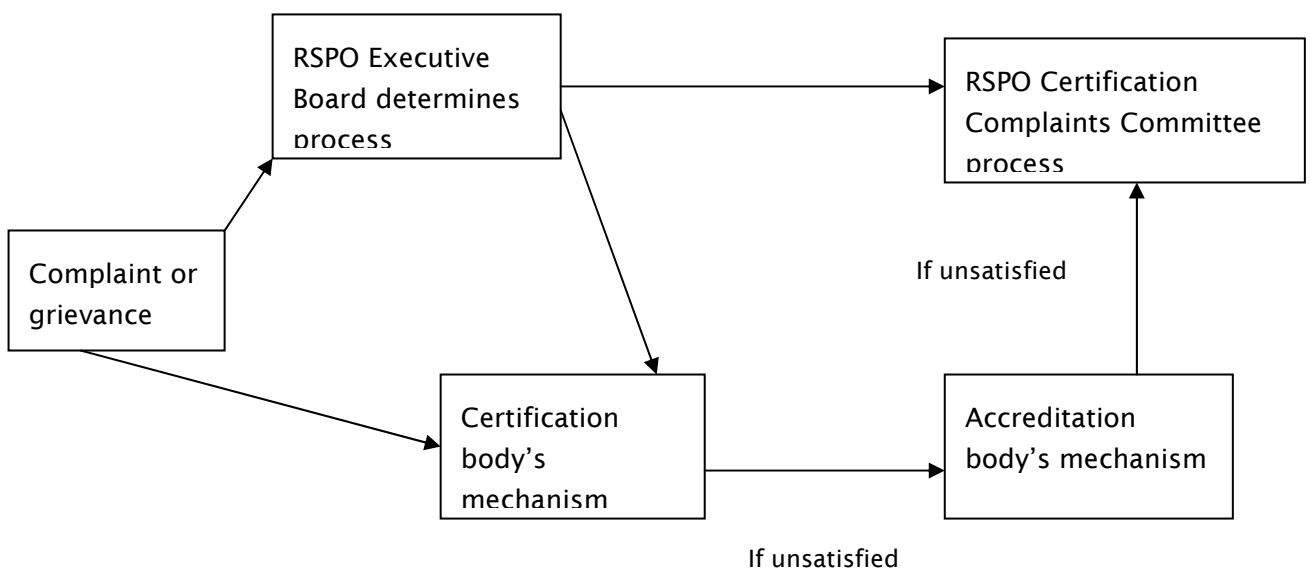 RSPO Executive
Board determines
process
RSPO Certification
Complaints Committee
process
Complaint or
grievance
If unsatisfied
Certification
body’s
mechanism
Accreditation
body’s mechanism
If unsatisfied